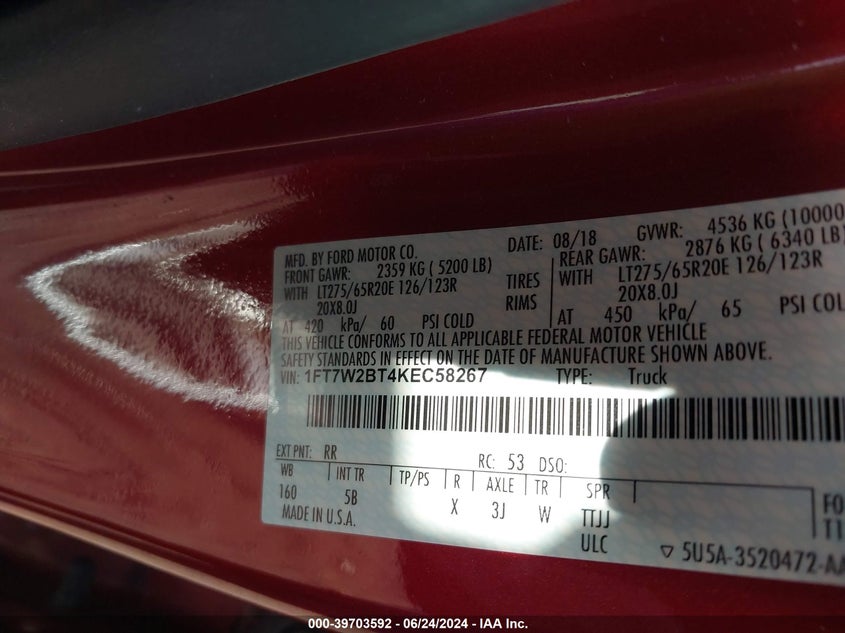 MFD. BY FORD MOTOR CO. DATE: 08/18 GVWR: 4536 KG (10000
FRONT GAWR: 2359 KG ( 5200 LB) REAR GAWR: 2876 KG ( 6340 LB)
WITH LT275/65R20E 126/123R TIRES WITH LT275/65R20E 126/123R
20X8.0J RIMS 20X8.0J
AT 420 kPa/ 60 PSI COLD AT 450 kPa/ 65 PSI COL
THIS VEHICLE CONFORMS TO ALL APPLICABLE FEDERAL MOTOR VEHICLE
SAFETY STANDARDS IN EFFECT ON THE DATE OF MANUFACTURE SHOWN ABOVE.
VIN: 1FT7W2BT4KEC58267 TYPE: Truck
EXT PNT: RR RC: 53 DSO:
WB INT TR TP/PS R AXLE TR SPR
160 5B X 3J W TTJJ
MADE IN U.S.A. ULC
▽ 5U5A-3520472-AA
000-39703592 - 06/24/2024 - IAA Inc.